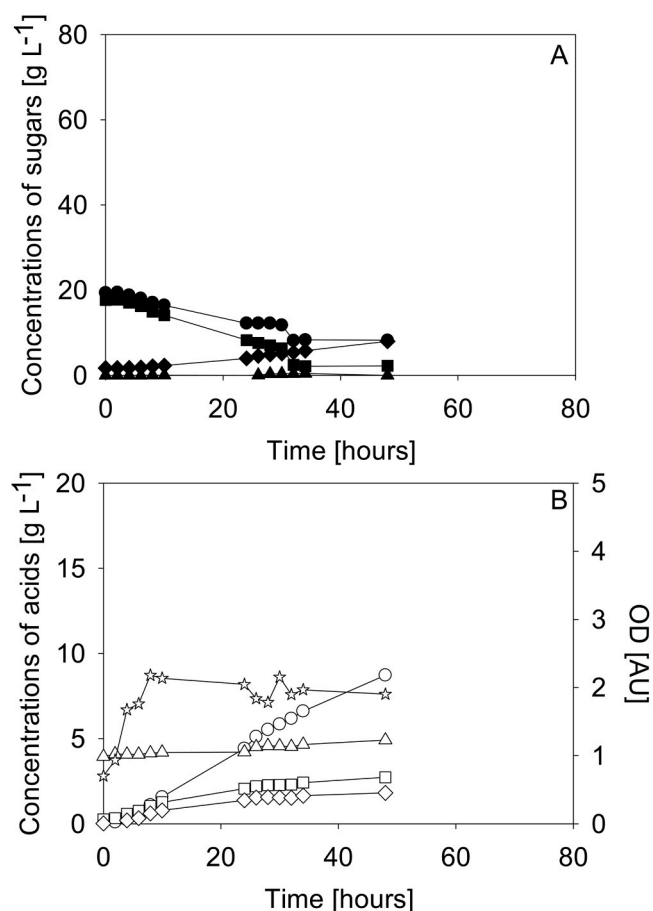 80
A
60
40
20
0
0 20 40 60 80
Time [hours]
Concentrations of sugars [g L-1]
20
B
5
15
4
3
10
2
5
1
0
0
0 20 40 60 80
Time [hours]
Concentrations of acids [g L-1]
OD [AU]